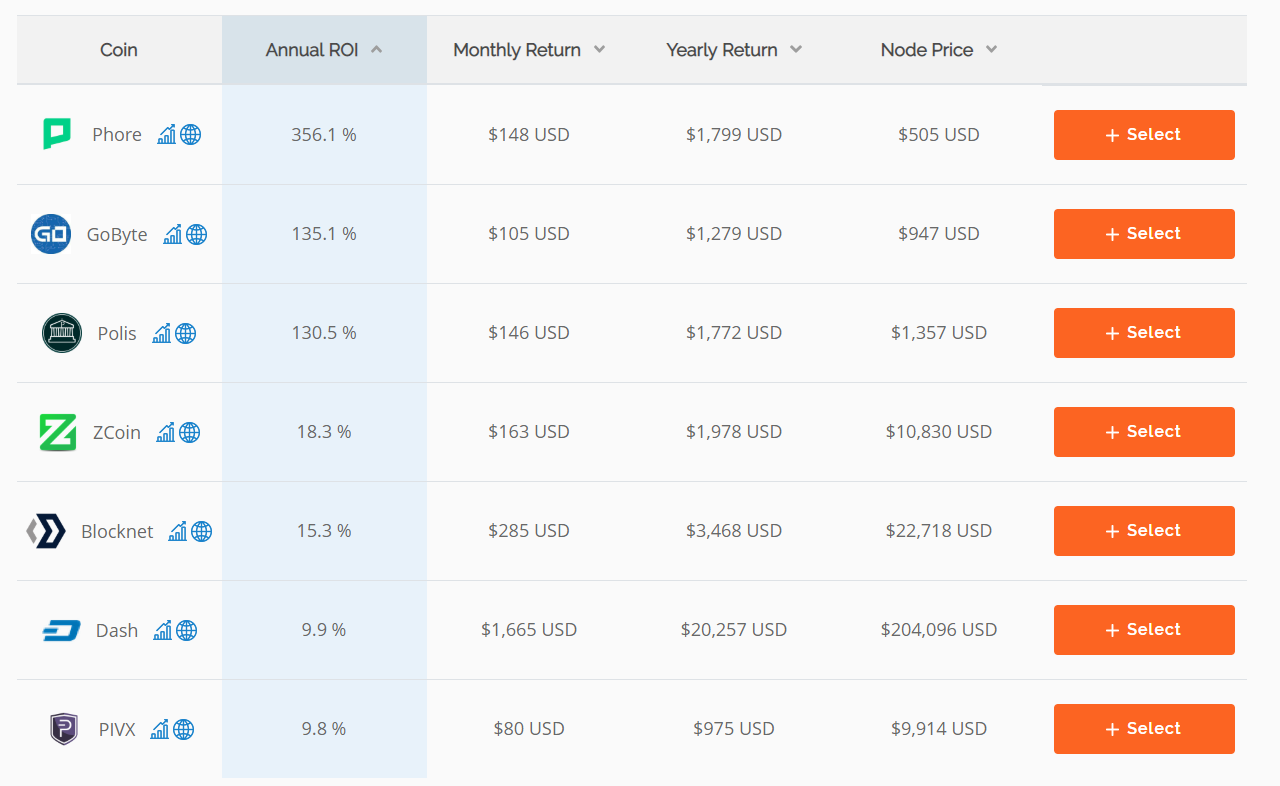 Coin Annual ROI Monthly Return Yearly Return Node Price
Phore 356.1 % $148 USD $1,799 USD $505 USD + Select
GO GoByte 135.1 % $105 USD $1,279 USD $947 USD + Select
P Polis 130.5 % $146 USD $1,772 USD $1,357 USD + Select
Z ZCoin 18.3 % $163 USD $1,978 USD $10,830 USD + Select
Blocknet 15.3 % $285 USD $3,468 USD $22,718 USD + Select
Dash 9.9 % $1,665 USD $20,257 USD $204,096 USD + Select
P PIVX 9.8 % $80 USD $975 USD $9,914 USD + Select